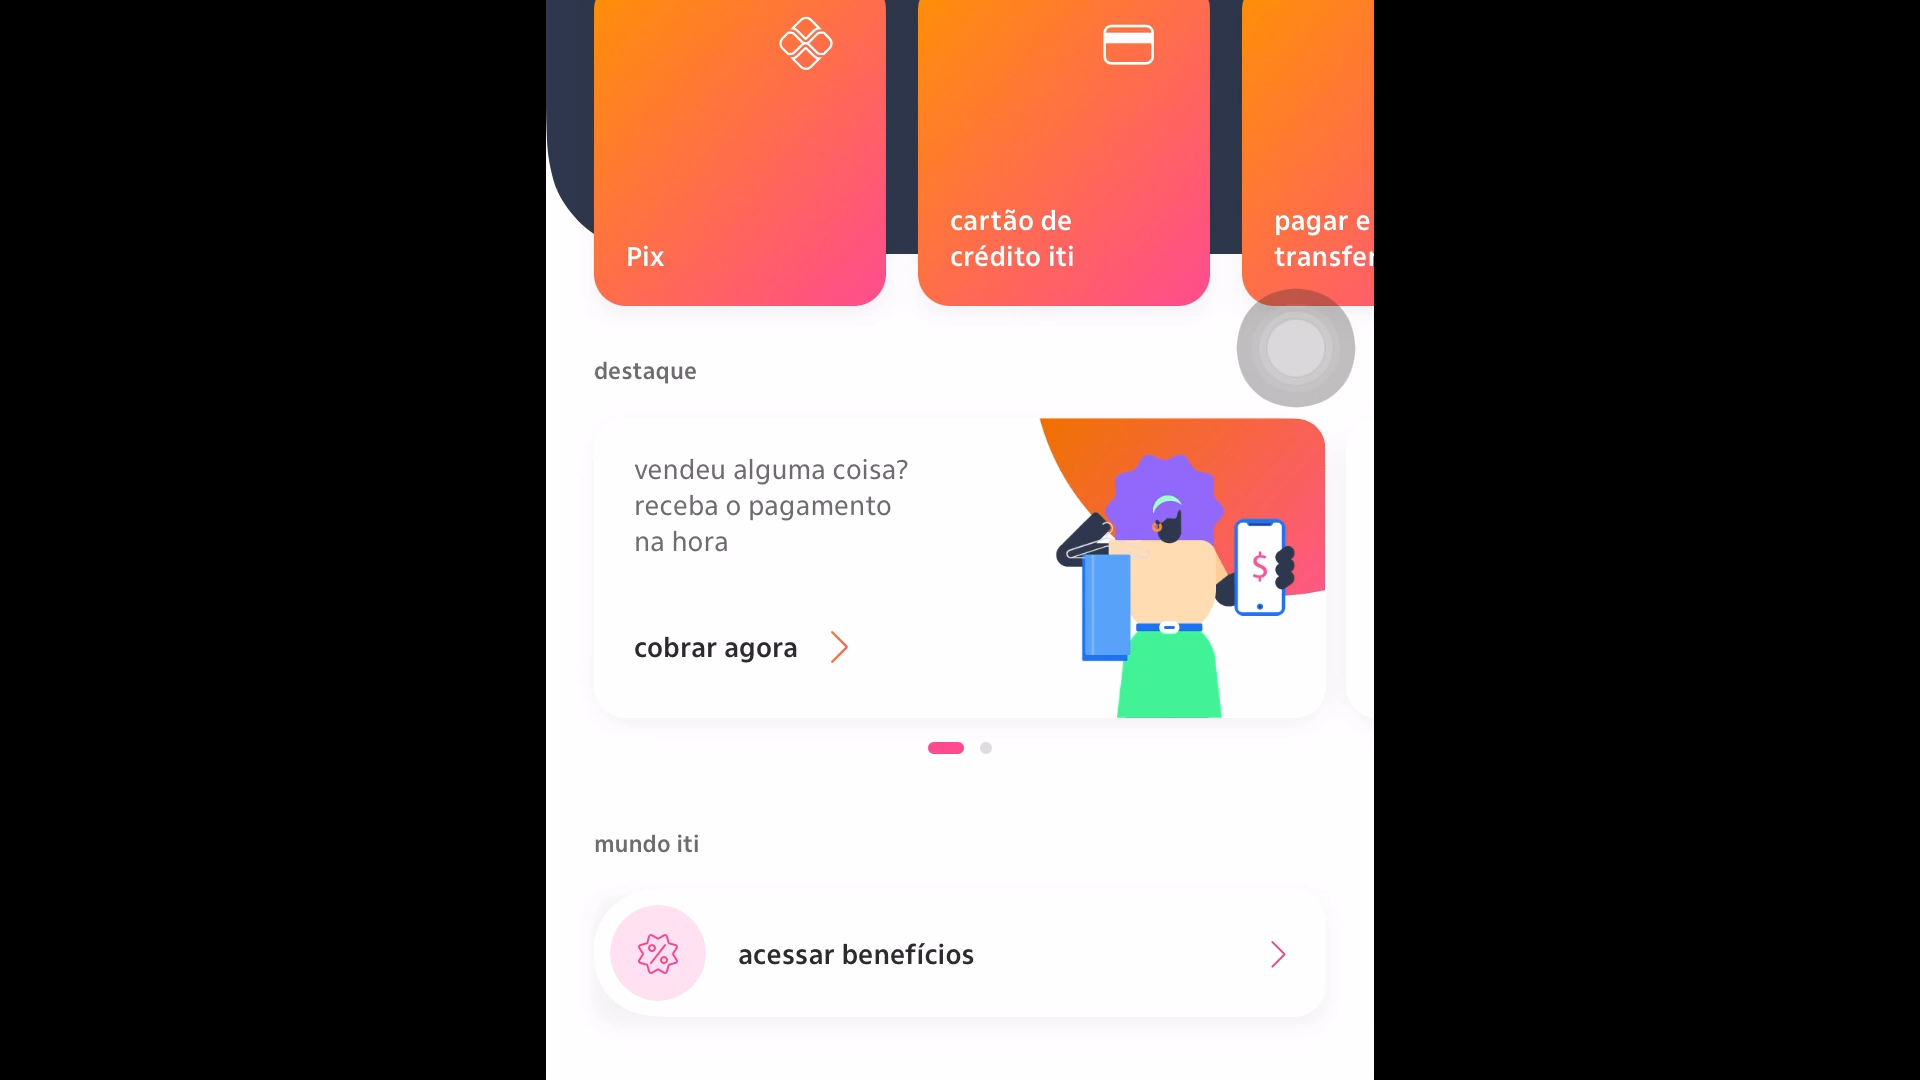 Pix
cartão de
crédito iti
pagar e
destaque
vendeu alguma coisa?
receba o pagamento
na hora
cobrar agora
$
mundo iti
acessar benefícios